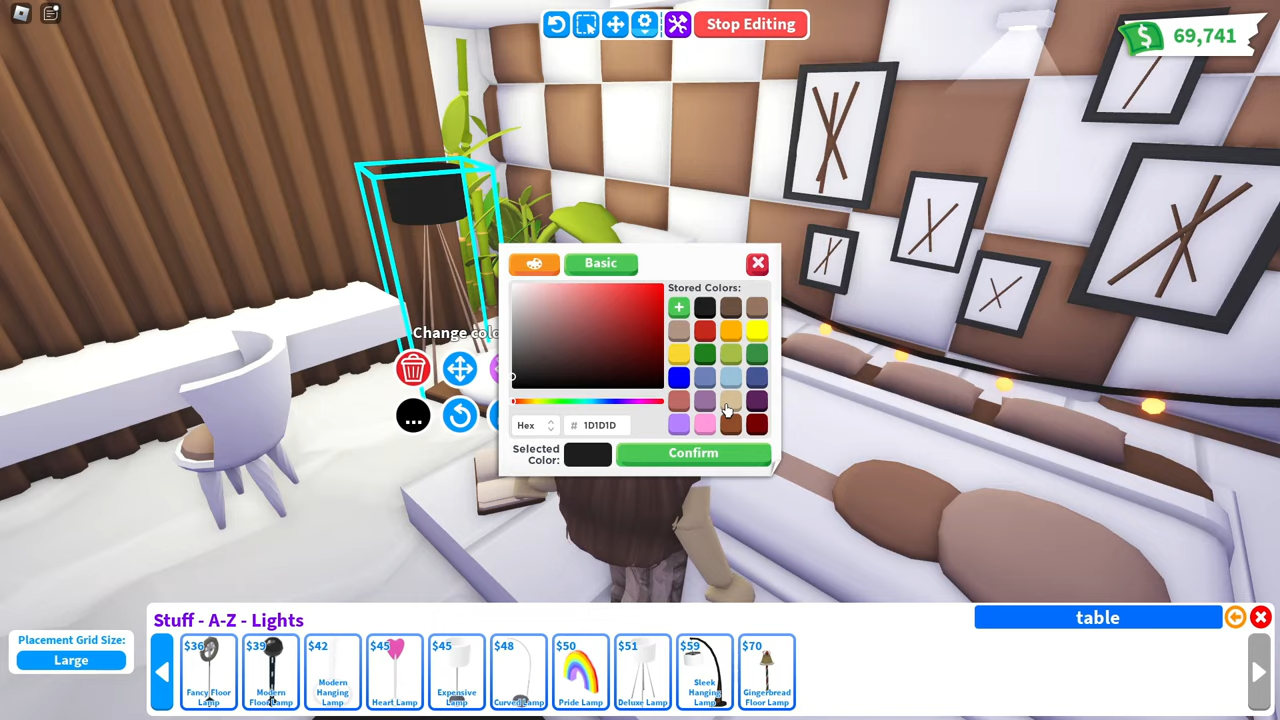 Stop Editing
$ 69,741
Basic
Stored Colors:
Change colo
+
...
Hex
# 1D1D1D
Selected
Color:
Confirm
Stuff - A-Z - Lights
table
Placement Grid Size:
Large
$36
Fancy Floor
Lamp
$39
Modern
Floor Lamp
$42
Modern
Hanging
Lamp
$45
Heart Lamp
$45
Expensive
Lamp
$48
Curved Lamp
$50
Pride Lamp
$51
Deluxe Lamp
$59
Sleek
Hanging
Lamp
$70
Gingerbread
Floor Lamp